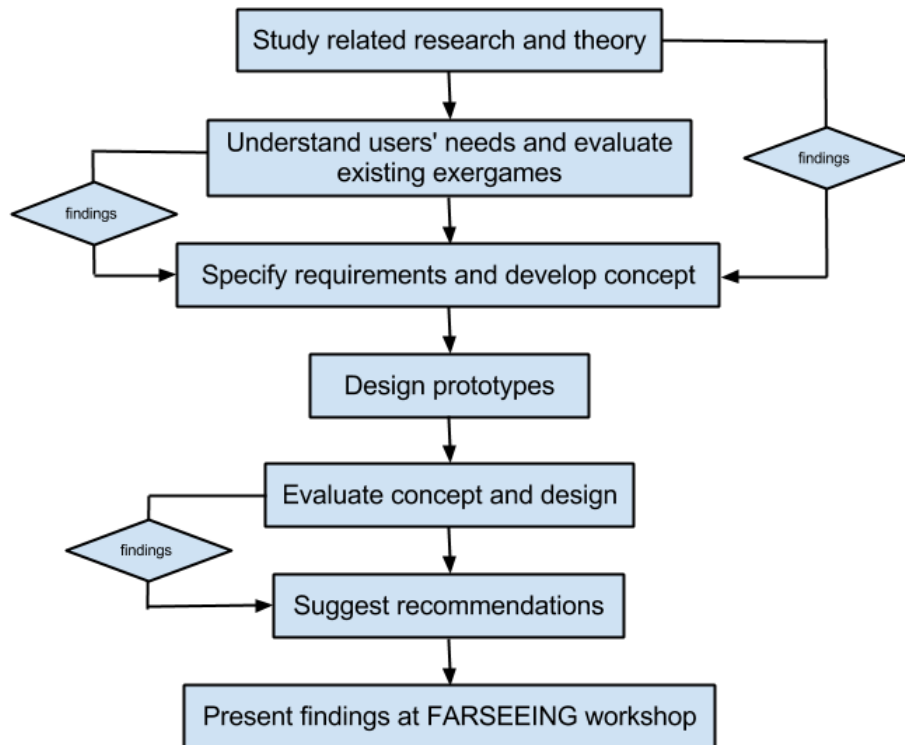 Study related research and theory
Understand users' needs and evaluate
existing exergames
findings
findings
Specify requirements and develop concept
Design prototypes
Evaluate concept and design
findings
Suggest recommendations
Present findings at FARSEEING workshop